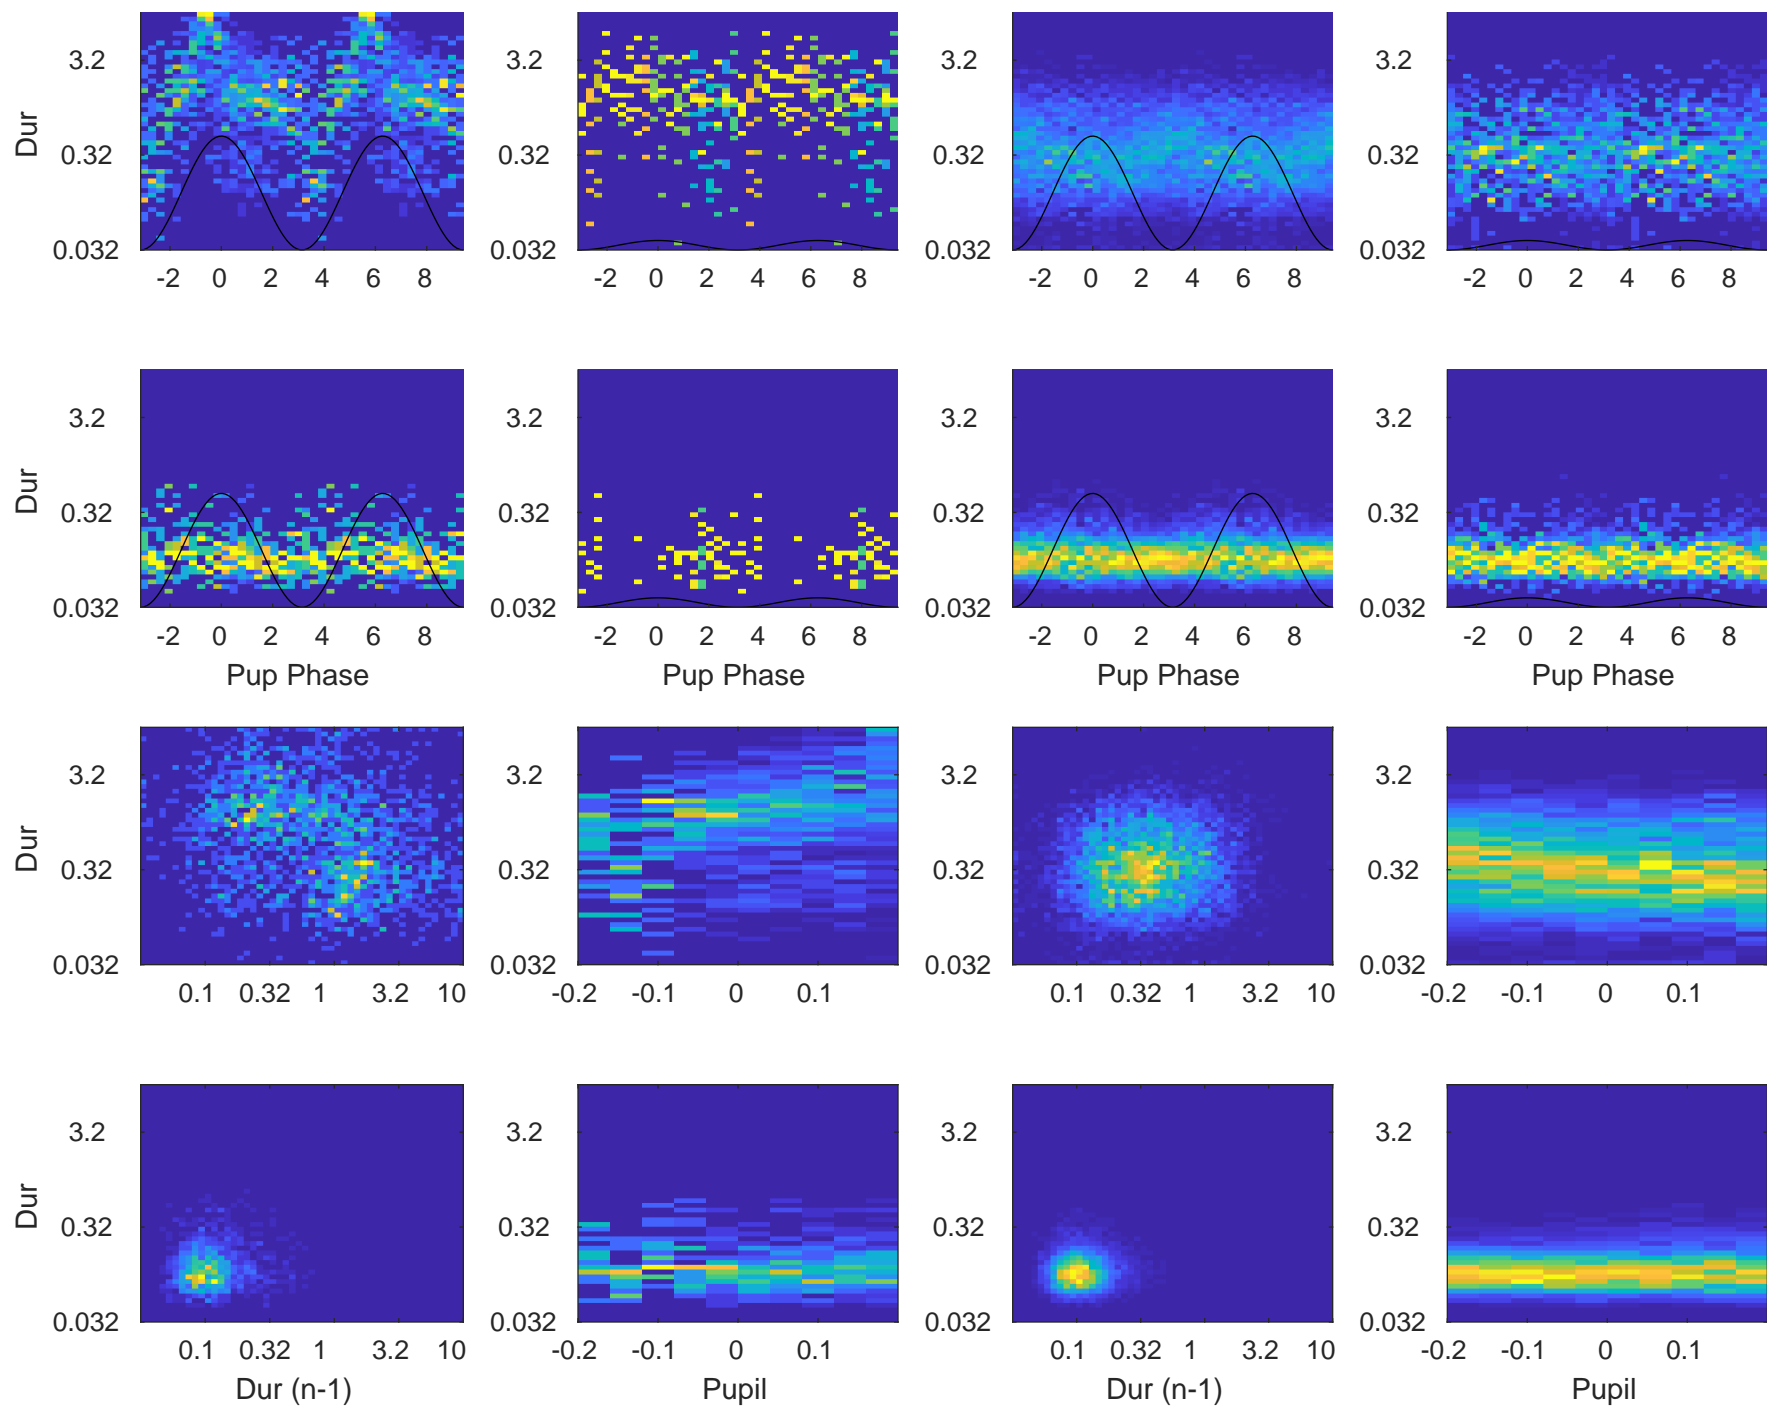 3.2 3.2 3.2 3.2
Dur
0.32 0.32 0.32 0.32
0.032 0.032 0.032 0.032
-2 0 2 4 6 8 -2 0 2 4 6 8 -2 0 2 4 6 8 -2 0 2 4 6 8
3.2 3.2 3.2 3.2
Dur
0.32 0.32 0.32 0.32
0.032 0.032 0.032 0.032
-2 0 2 4 6 8 -2 0 2 4 6 8 -2 0 2 4 6 8 -2 0 2 4 6 8
Pup Phase Pup Phase Pup Phase Pup Phase
3.2 3.2 3.2 3.2
Dur
0.32 0.32 0.32 0.32
0.032 0.032 0.032 0.032
0.1 0.32 1 3.2 10 -0.2 -0.1 0 0.1 0.1 0.32 1 3.2 10 -0.2 -0.1 0 0.1
3.2 3.2 3.2 3.2
Dur
0.32 0.32 0.32 0.32
0.032 0.032 0.032 0.032
0.1 0.32 1 3.2 10 -0.2 -0.1 0 0.1 0.1 0.32 1 3.2 10 -0.2 -0.1 0 0.1
Dur (n-1) Pupil Dur (n-1) Pupil